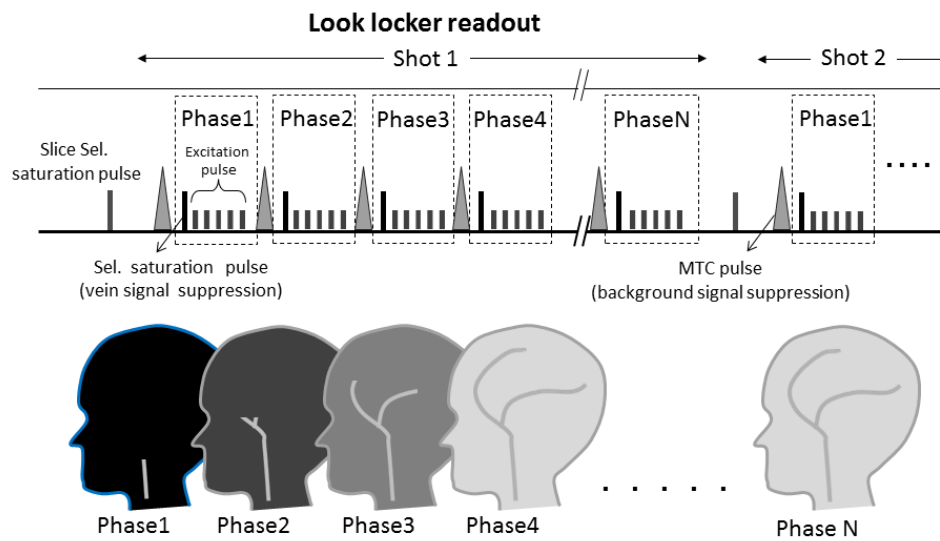 Look locker readout
Shot 1
Shot 2
Phase1
Phase2
Phase3
Phase4
PhaseN
Phase1
Slice Sel.
saturation pulse
Excitation
pulse
Sel. saturation pulse
(vein signal suppression)
MTC pulse
(background signal suppression)
Phase1
Phase2
Phase3
Phase4
Phase N